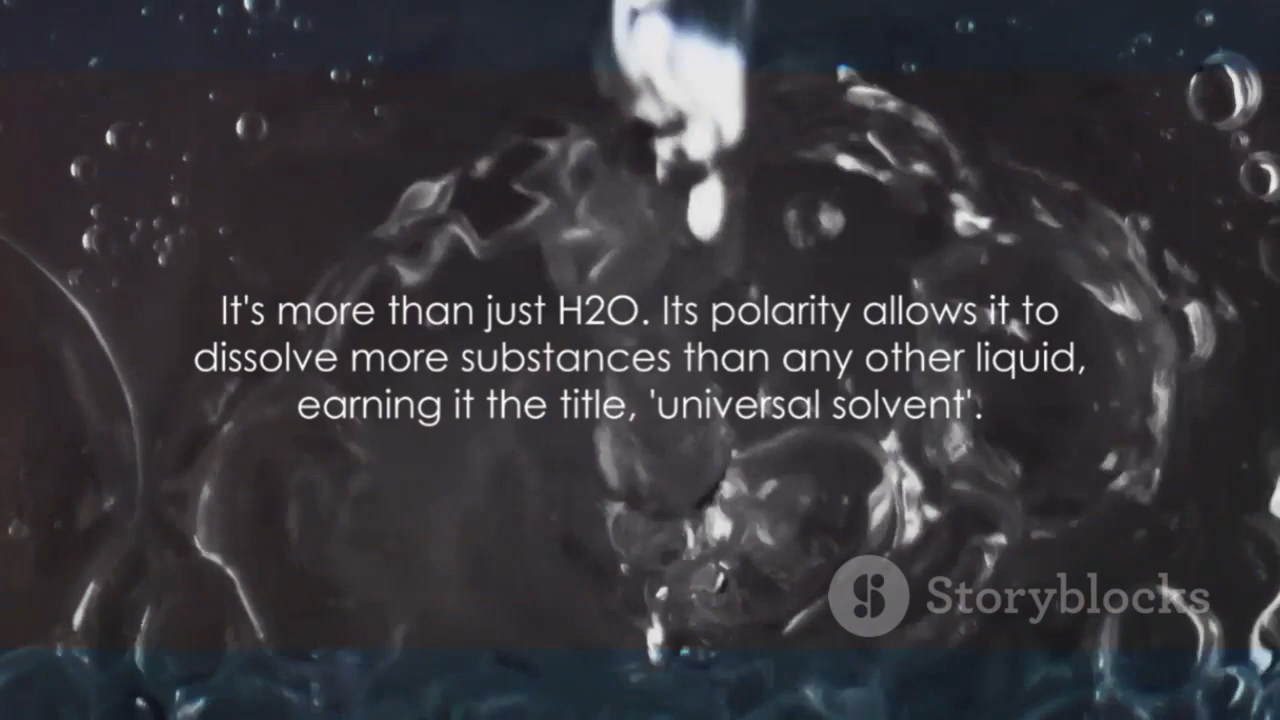 It's more than just H2O. Its polarity allows it to
dissolve more substances than any other liquid,
earning it the title, 'universal solvent'.
Storyblocks